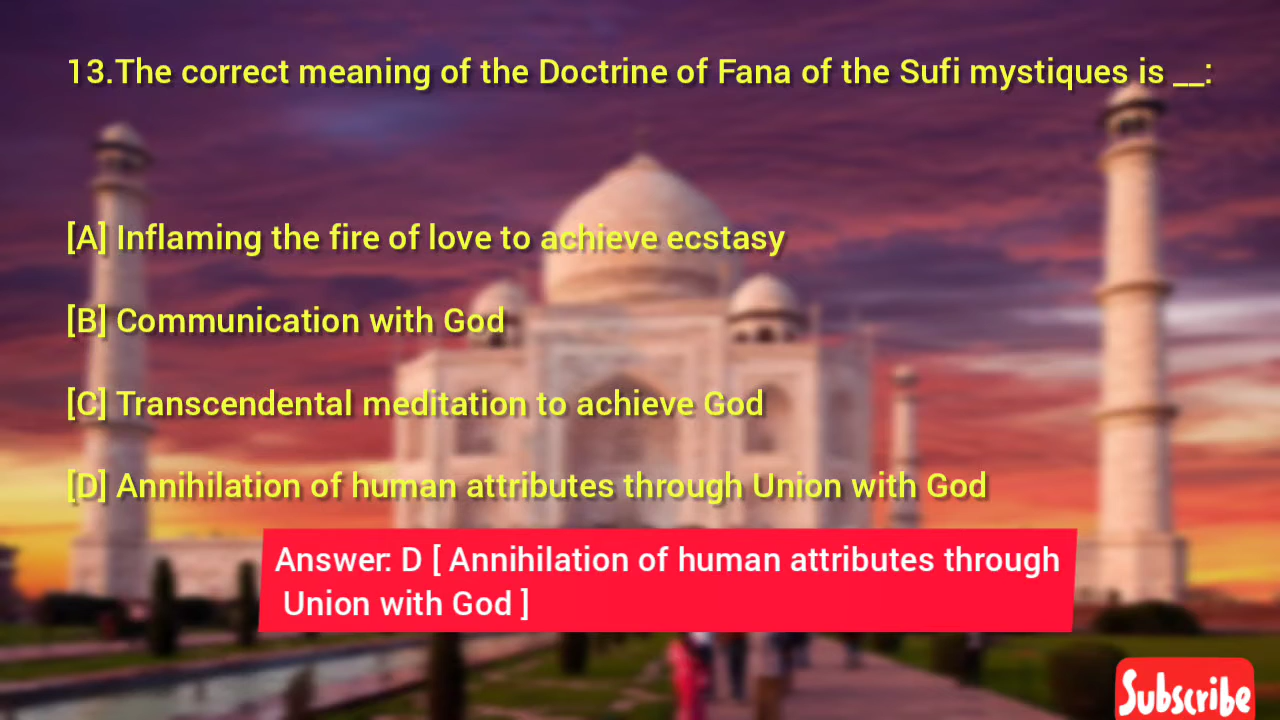 13.The correct meaning of the Doctrine of Fana of the Sufi mystiques is __:
[A] Inflaming the fire of love to achieve ecstasy
[B] Communication with God
[C] Transcendental meditation to achieve God
[D] Annihilation of human attributes through Union with God
Answer: D [ Annihilation of human attributes through
Union with God ]
Subscribe